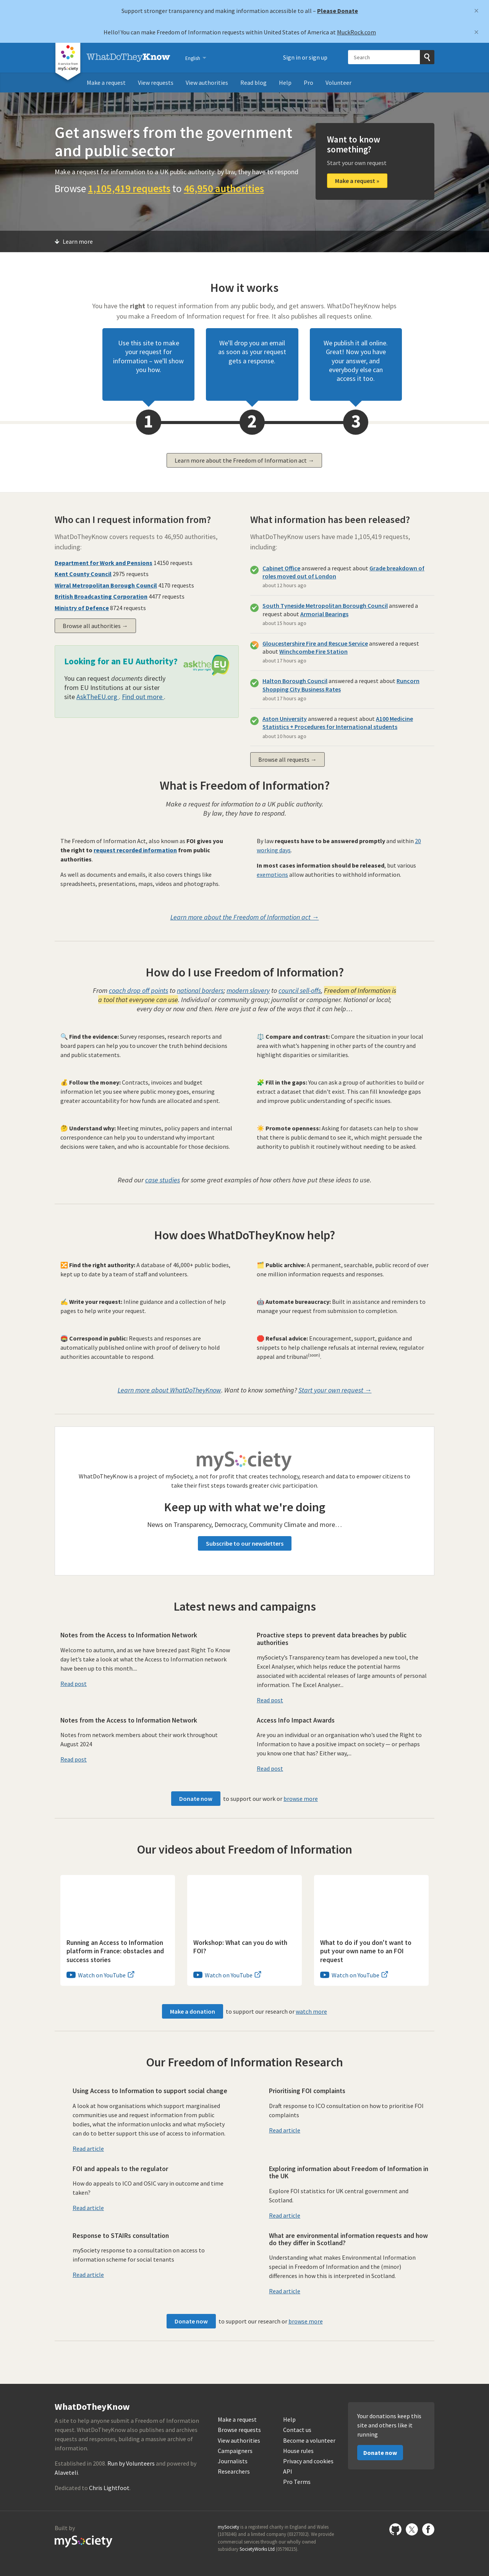 Support stronger transparency and making information accessible to all – Please Donate
×
Hello! You can make Freedom of Information requests within United States of America at MuckRock.com
×
a project by
my Society
WhatDoTheyKnow
English
Sign in or sign up
Search
Make a request
View requests
View authorities
Read blog
Help
Pro
Volunteer
Get answers from the government
and public sector
Make a request for information to a UK public authority: by law, they have to respond
Browse 1,105,419 requests to 46,950 authorities
Want to know
something?
Start your own request
Make a request »
Learn more
How it works
You have the right to request information from any public body, and get answers. WhatDoTheyKnow helps
you make a Freedom of Information request for free. It also publishes all requests online.
Use this site to make
your request for
information – we'll show
you how.
We'll drop you an email
as soon as your request
gets a response.
We publish it all online.
Great! Now you have
your answer, and
everybody else can
access it too.
1
2
3
Learn more about the Freedom of Information act →
Who can I request information from?
WhatDoTheyKnow covers requests to 46,950 authorities,
including:
Department for Work and Pensions 14150 requests
Kent County Council 2975 requests
Wirral Metropolitan Borough Council 4170 requests
British Broadcasting Corporation 4477 requests
Ministry of Defence 8724 requests
Browse all authorities →
Looking for an EU Authority?
asktheEU
You can request documents directly
from EU Institutions at our sister
site AskTheEU.org . Find out more .
What information has been released?
WhatDoTheyKnow users have made 1,105,419 requests,
including:
Cabinet Office answered a request about Grade breakdown of
roles moved out of London
about 12 hours ago
South Tyneside Metropolitan Borough Council answered a
request about Armorial Bearings
about 15 hours ago
Gloucestershire Fire and Rescue Service answered a request
about Winchcombe Fire Station
about 17 hours ago
Halton Borough Council answered a request about Runcorn
Shopping City Business Rates
about 17 hours ago
Aston University answered a request about A100 Medicine
Statistics + Procedures for International students
about 10 hours ago
Browse all requests →
What is Freedom of Information?
Make a request for information to a UK public authority.
By law, they have to respond.
The Freedom of Information Act, also known as FOI gives you
the right to request recorded information from public
authorities.
As well as documents and emails, it also covers things like
spreadsheets, presentations, maps, videos and photographs.
By law requests have to be answered promptly and within 20
working days.
In most cases information should be released, but various
exemptions allow authorities to withhold information.
Learn more about the Freedom of Information act →
How do I use Freedom of Information?
From coach drop off points to national borders; modern slavery to council sell-offs, Freedom of Information is
a tool that everyone can use. Individual or community group; journalist or campaigner. National or local;
every day or now and then. Here are just a few of the ways that it can help…
🔍 Find the evidence: Survey responses, research reports and
board papers can help you to uncover the truth behind decisions
and public statements.
💰 Follow the money: Contracts, invoices and budget
information let you see where public money goes, ensuring
greater accountability for how funds are allocated and spent.
🤔 Understand why: Meeting minutes, policy papers and internal
correspondence can help you to understand why important
decisions were taken, and who is accountable for those decisions.
⚖️ Compare and contrast: Compare the situation in your local
area with what's happening in other parts of the country and
highlight disparities or similarities.
🧩 Fill in the gaps: You can ask a group of authorities to build or
extract a dataset that didn't exist. This can fill knowledge gaps
and improve public understanding of specific issues.
☀️ Promote openness: Asking for datasets can help to show
that there is public demand to see it, which might persuade the
authority to publish it routinely without needing to be asked.
Read our case studies for some great examples of how others have put these ideas to use.
How does WhatDoTheyKnow help?
🔀 Find the right authority: A database of 46,000+ public bodies,
kept up to date by a team of staff and volunteers.
✍️ Write your request: Inline guidance and a collection of help
pages to help write your request.
Correspond in public: Requests and responses are
automatically published online with proof of delivery to hold
authorities accountable to respond.
🗂️ Public archive: A permanent, searchable, public record of over
one million information requests and responses.
🤖 Automate bureaucracy: Built in assistance and reminders to
manage your request from submission to completion.
🛑 Refusal advice: Encouragement, support, guidance and
snippets to help challenge refusals at internal review, regulator
appeal and tribunal(soon).
Learn more about WhatDoTheyKnow. Want to know something? Start your own request →
mySociety
WhatDoTheyKnow is a project of mySociety, a not for profit that creates technology, research and data to empower citizens to
take their first steps towards greater civic participation.
Keep up with what we're doing
News on Transparency, Democracy, Community Climate and more…
Subscribe to our newsletters
Latest news and campaigns
Notes from the Access to Information Network
Welcome to autumn, and as we have breezed past Right To Know
day let's take a look at what the Access to Information network
have been up to this month....
Read post
Proactive steps to prevent data breaches by public
authorities
mySociety's Transparency team has developed a new tool, the
Excel Analyser, which helps reduce the potential harms
associated with accidental releases of large amounts of personal
information. The Excel Analyser...
Read post
Notes from the Access to Information Network
Notes from network members about their work throughout
August 2024
Read post
Access Info Impact Awards
Are you an individual or an organisation who's used the Right to
Information to have a positive impact on society — or perhaps
you know one that has? Either way,...
Read post
Donate now to support our work or browse more
Our videos about Freedom of Information
Running an Access to Information
platform in France: obstacles and
success stories
Watch on YouTube
Workshop: What can you do with
FOI?
Watch on YouTube
What to do if you don't want to
put your own name to an FOI
request
Watch on YouTube
Make a donation to support our research or watch more
Our Freedom of Information Research
Using Access to Information to support social change
A look at how organisations which support marginalised
communities use and request information from public
bodies, what the information unlocks and what mySociety
can do to better support this use of access to information.
Read article
Prioritising FOI complaints
Draft response to ICO consultation on how to prioritise FOI
complaints
Read article
FOI and appeals to the regulator
How do appeals to ICO and OSIC vary in outcome and time
taken?
Read article
Exploring information about Freedom of Information in
the UK
Explore FOI statistics for UK central government and
Scotland.
Read article
Response to STAIRs consultation
mySociety response to a consultation on access to
information scheme for social tenants
Read article
What are environmental information requests and how
do they differ in Scotland?
Understanding what makes Environmental Information
special in Freedom of Information and the (minor)
differences in how this is interpreted in Scotland.
Read article
Donate now to support our research or browse more
WhatDoTheyKnow
A site to help anyone submit a Freedom of Information
request. WhatDoTheyKnow also publishes and archives
requests and responses, building a massive archive of
information.
Established in 2008. Run by Volunteers and powered by
Alaveteli.
Dedicated to Chris Lightfoot.
Make a request
Browse requests
View authorities
Campaigners
Journalists
Researchers
Help
Contact us
Become a volunteer
House rules
Privacy and cookies
API
Pro Terms
Your donations keep this
site and others like it
running
Donate now
Built by
mySociety
mySociety is a registered charity in England and Wales
(1076346) and a limited company (03277032). We provide
commercial services through our wholly owned
subsidiary SocietyWorks Ltd (05798215).